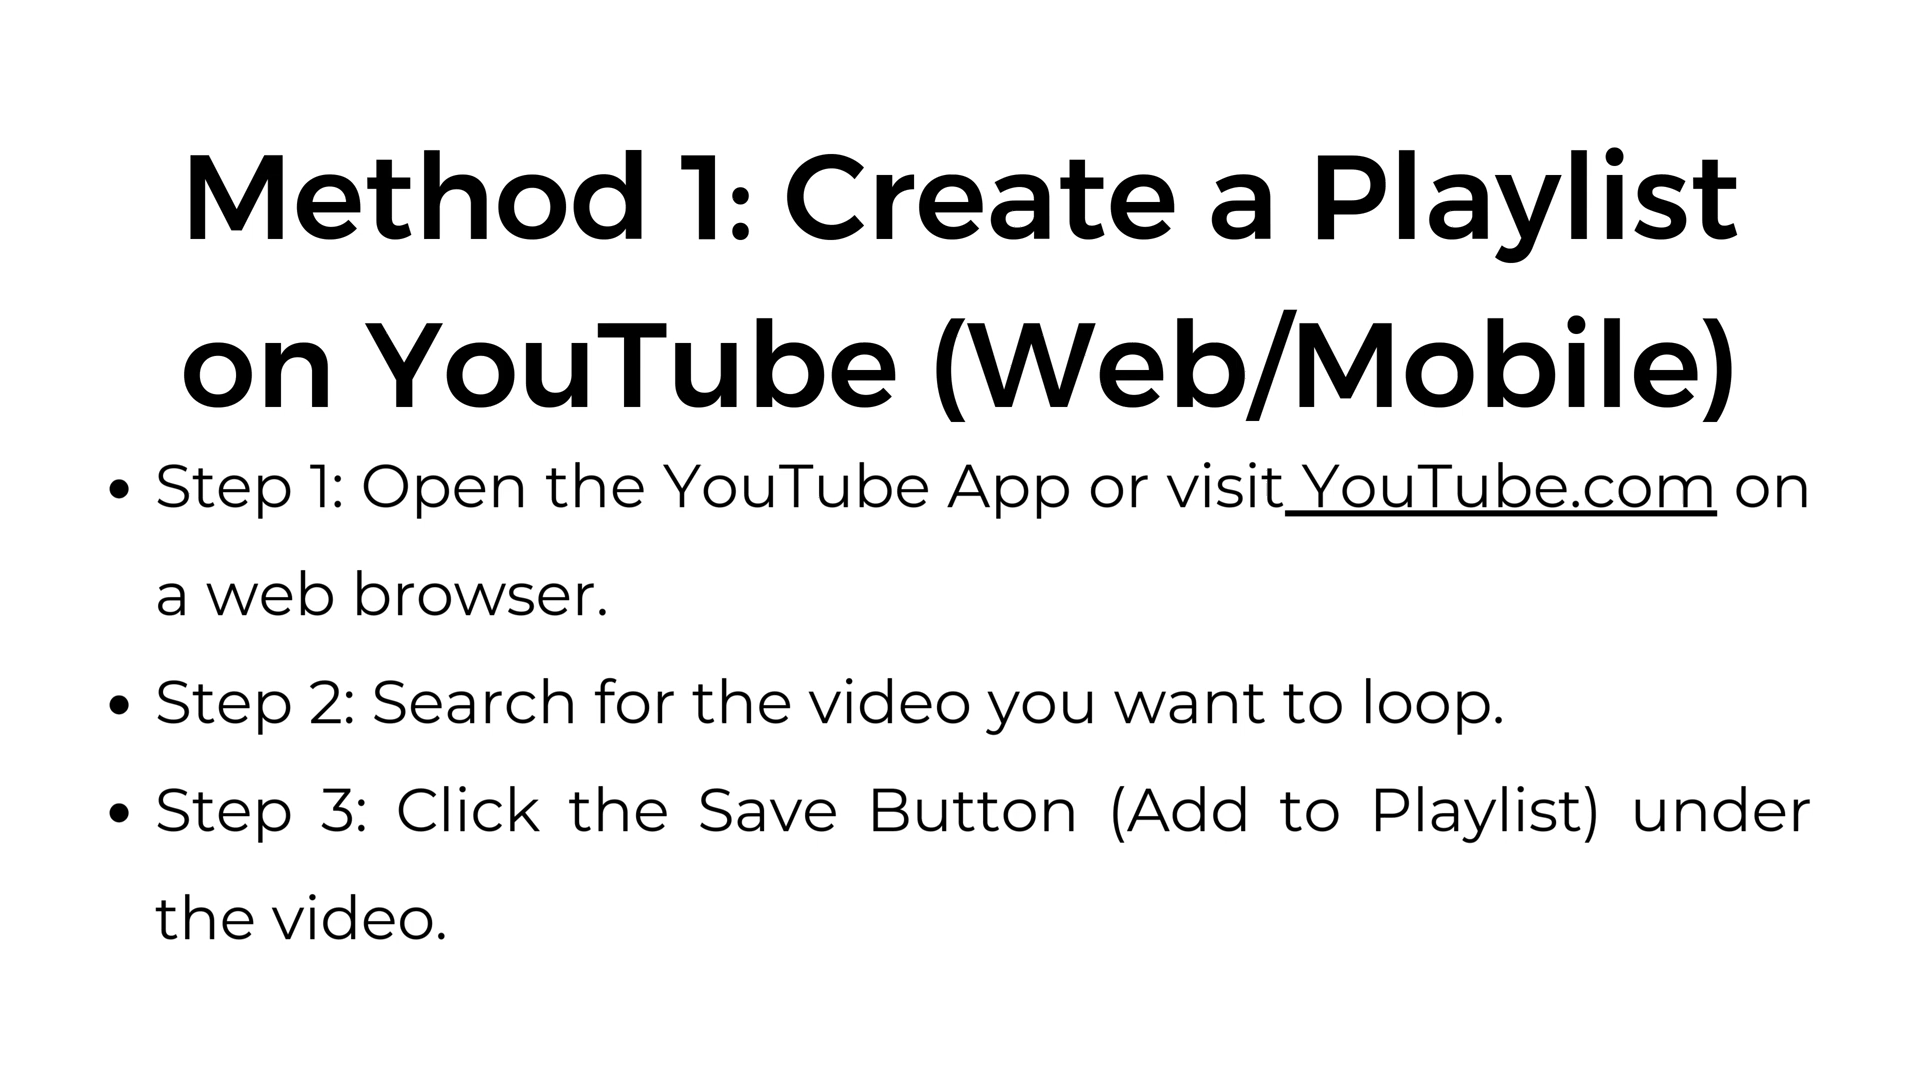 Method 1: Create a Playlist
on YouTube (Web/Mobile)
• Step 1: Open the YouTube App or visit YouTube.com on
a web browser.
• Step 2: Search for the video you want to loop.
• Step 3: Click the Save Button (Add to Playlist) under
the video.